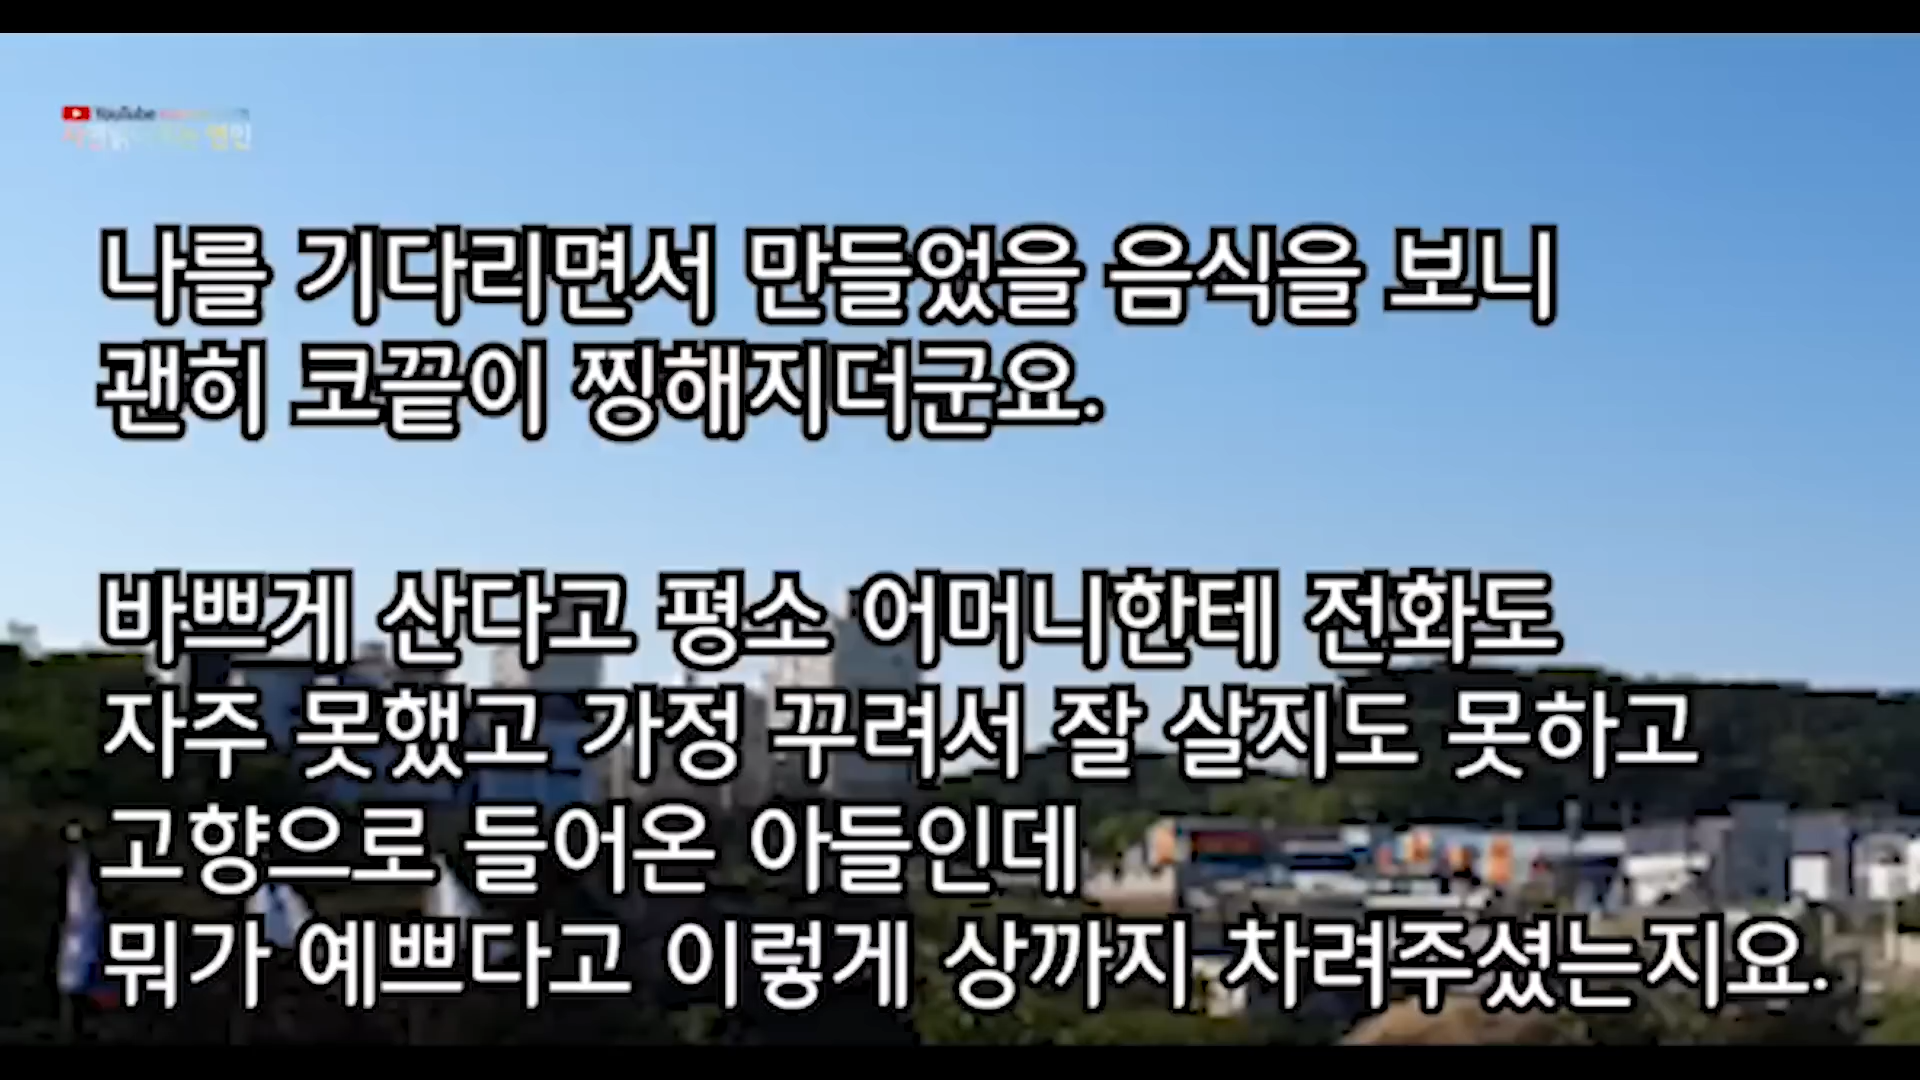 YouTube
나를 기다리면서 만들었을 음식을 보니
괜히 코끝이 찡해지더군요.
바쁘게 산다고 평소 어머니한테 전화도
자주 못했고 가정 꾸려서 잘 살지도 못하고
고향으로 들어온 아들인데
뭐가 예쁘다고 이렇게 상까지 차려주셨는지요.